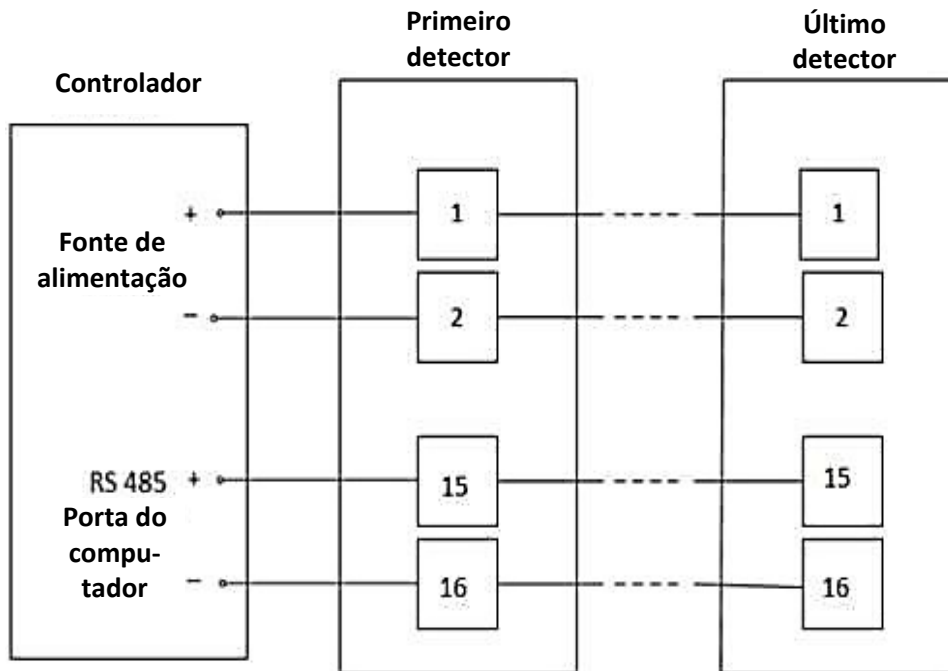 Primeiro
detector
Último
detector
Controlador
+
1
1
Fonte de
alimentação
−
2
2
RS 485 +
15
15
Porta do
compu-
tador
−
16
16